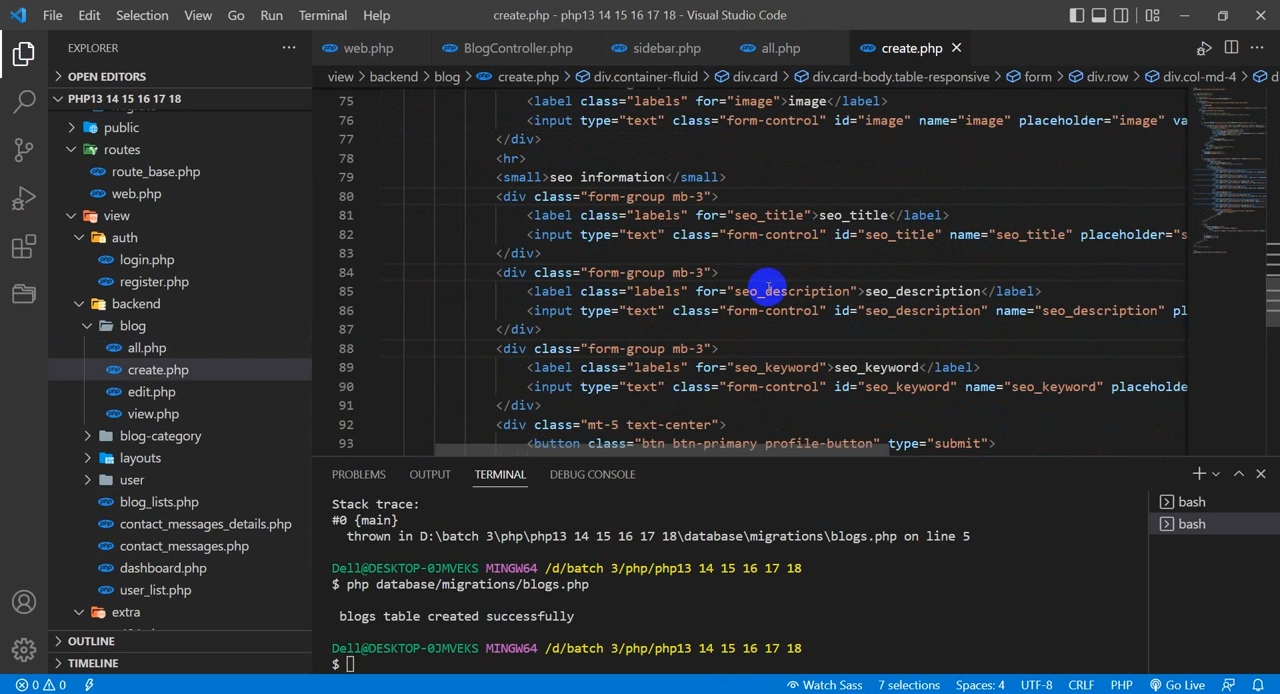 File Edit Selection View Go Run Terminal Help create.php - php13 14 15 16 17 18 - Visual Studio Code
EXPLORER
OPEN EDITORS
PHP13 14 15 16 17 18
public
routes
route_base.php
web.php
view
auth
login.php
register.php
backend
blog
all.php
create.php
edit.php
view.php
blog-category
layouts
user
blog_lists.php
contact_messages_details.php
contact_messages.php
dashboard.php
user_list.php
extra
OUTLINE
TIMELINE
web.php BlogController.php sidebar.php all.php create.php
view > backend > blog > create.php > div.container-fluid > div.card > div.card-body.table-responsive > form > div.row > div.col-md-4 >
75 <label class="labels" for="image">image</label>
76 <input type="text" class="form-control" id="image" name="image" placeholder="image" va
77 </div>
78 <hr>
79 <small>seo information</small>
80 <div class="form-group mb-3">
81 <label class="labels" for="seo_title">seo_title</label>
82 <input type="text" class="form-control" id="seo_title" name="seo_title" placeholder="s
83 </div>
84 <div class="form-group mb-3">
85 <label class="labels" for="seo_description">seo_description</label>
86 <input type="text" class="form-control" id="seo_description" name="seo_description" pl
87 </div>
88 <div class="form-group mb-3">
89 <label class="labels" for="seo_keyword">seo_keyword</label>
90 <input type="text" class="form-control" id="seo_keyword" name="seo_keyword" placeholde
91 </div>
92 <div class="mt-5 text-center">
93 <button class="btn btn-primary profile-button" type="submit">
PROBLEMS OUTPUT TERMINAL DEBUG CONSOLE
Stack trace:
#0 {main}
thrown in D:\batch 3\php\php13 14 15 16 17 18\database\migrations\blogs.php on line 5
Dell@DESKTOP-0JMVEKS MINGW64 /d/batch 3/php/php13 14 15 16 17 18
$ php database/migrations/blogs.php
blogs table created successfully
Dell@DESKTOP-0JMVEKS MINGW64 /d/batch 3/php/php13 14 15 16 17 18
$
bash
bash
0 0 Watch Sass 7 selections Spaces: 4 UTF-8 CRLF PHP Go Live